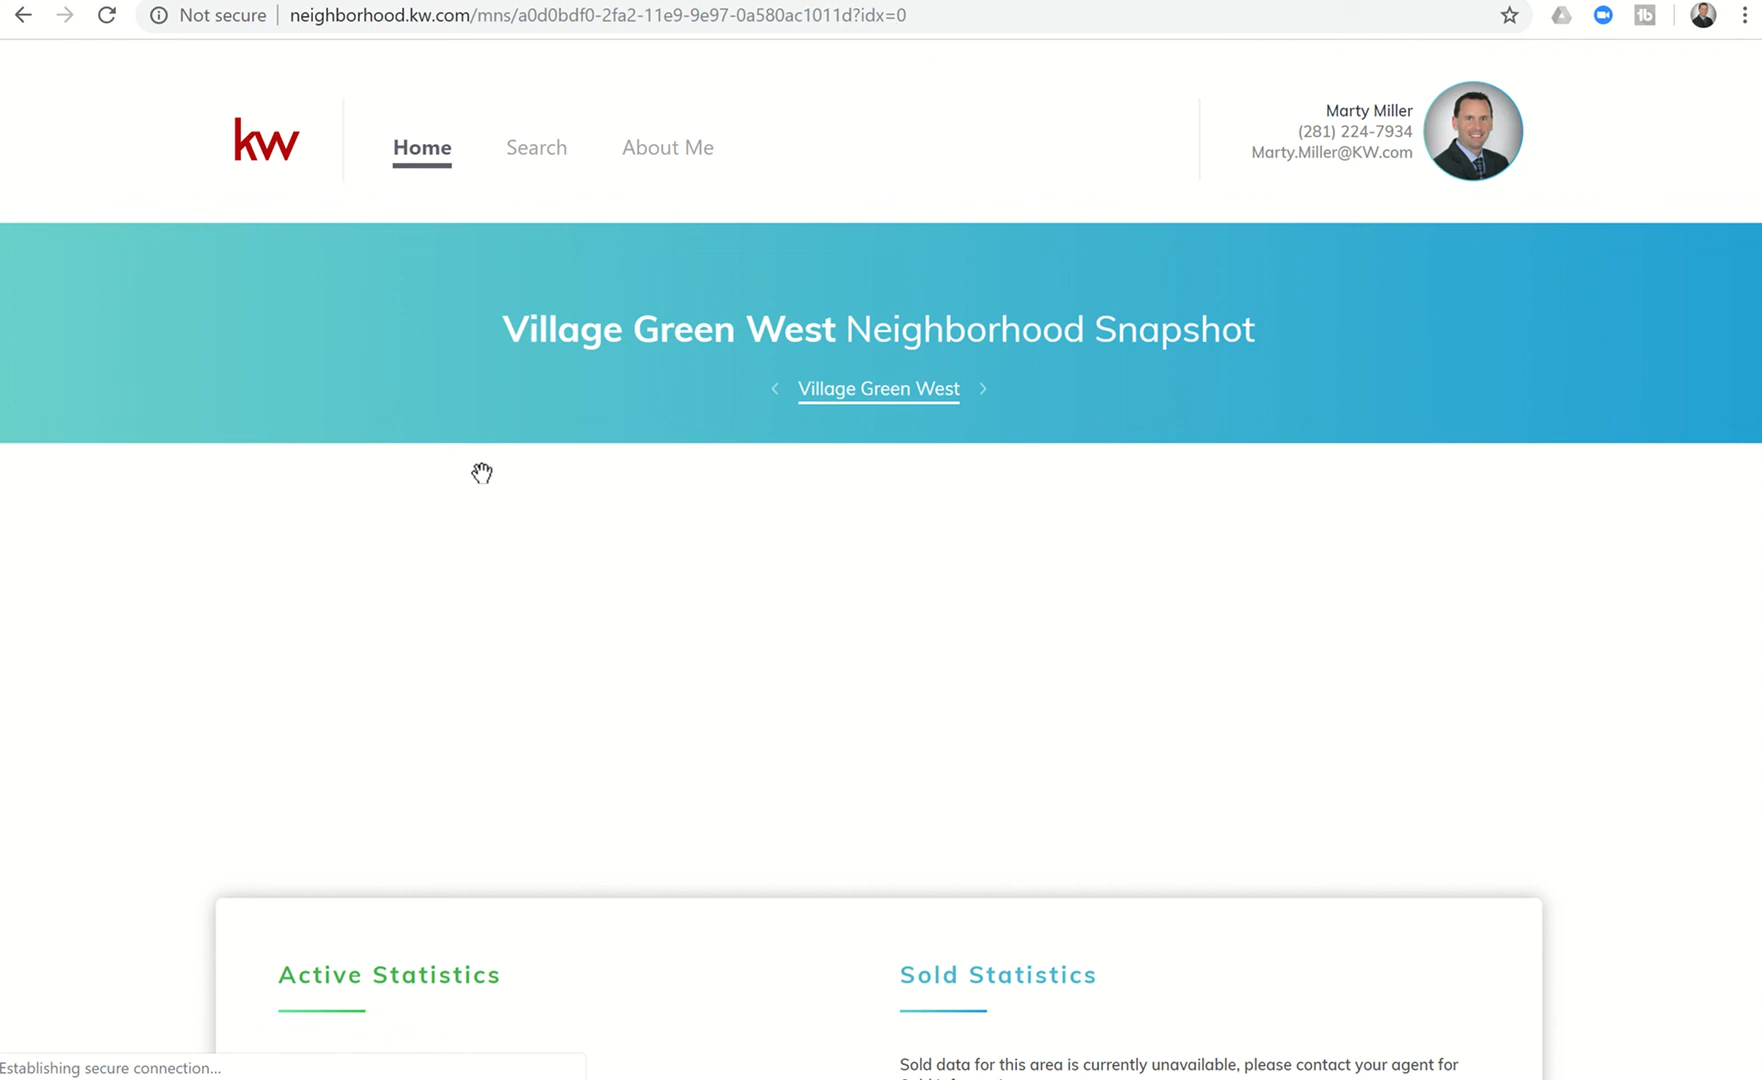 Not secure neighborhood.kw.com/mns/a0d0bdf0-2fa2-11e9-9e97-0a580ac1011d?idx=0
tb
kw
Home Search About Me
Marty Miller
(281) 224-7934
Marty.Miller@KW.com
Village Green West Neighborhood Snapshot
Village Green West
Active Statistics
Sold Statistics
Sold data for this area is currently unavailable, please contact your agent for
Establishing secure connection...